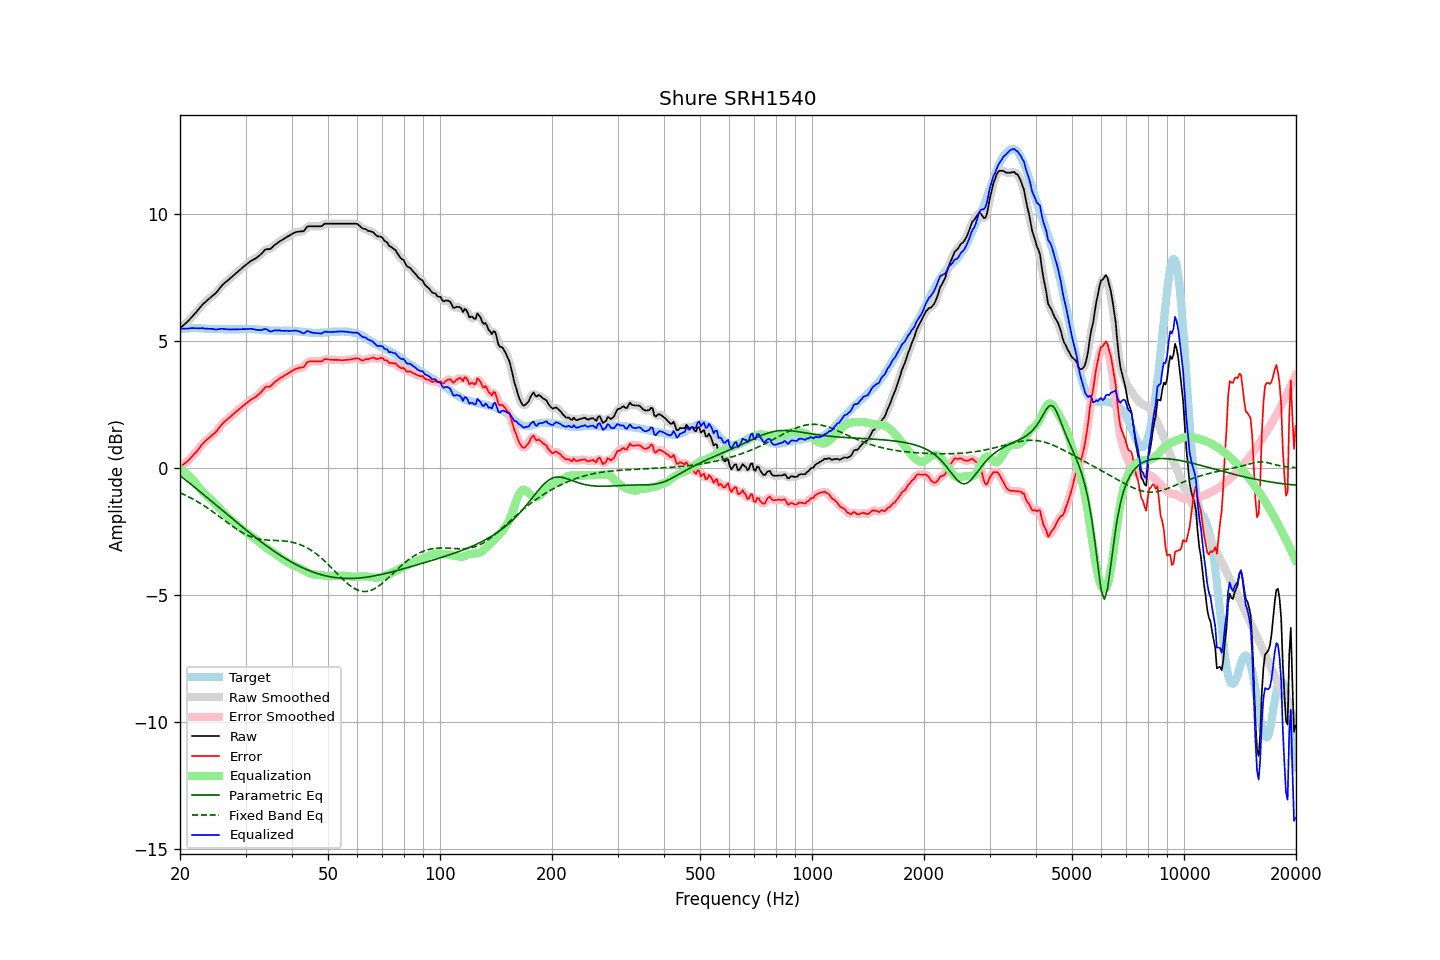 Shure SRH1540
Amplitude (dBr)
10
5
0
−5
−10
−15
Target
Raw Smoothed
Error Smoothed
Raw
Error
Equalization
Parametric Eq
Fixed Band Eq
Equalized
20 50 100 200 500 1000 2000 5000 10000 20000
Frequency (Hz)